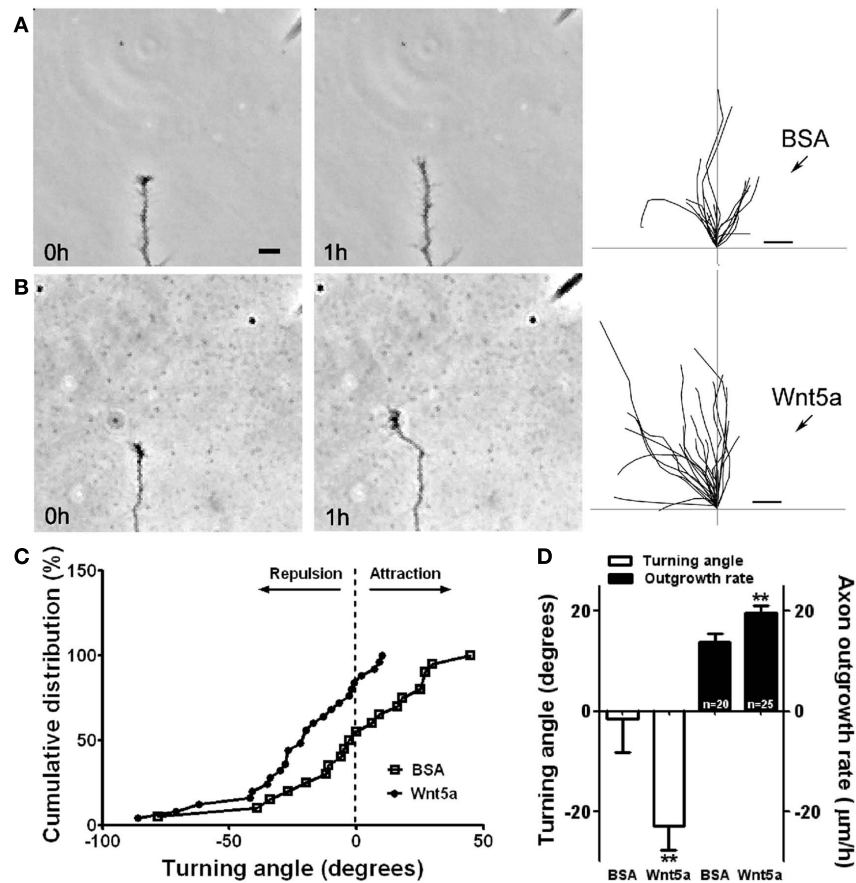 A
0h
1h
BSA
B
0h
1h
Wnt5a
C
Cumulative distribution (%)
150
100
50
0
-100
-50
0
50
Repulsion
Attraction
BSA
Wnt5a
Turning angle (degrees)
D
Turning angle
Outgrowth rate
Turning angle (degrees)
20
0
-20
**
**
n=20
n=25
20
0
-20
Axon outgrowth
rate ( µm/h)
BSA
Wnt5a
BSA
Wnt5a